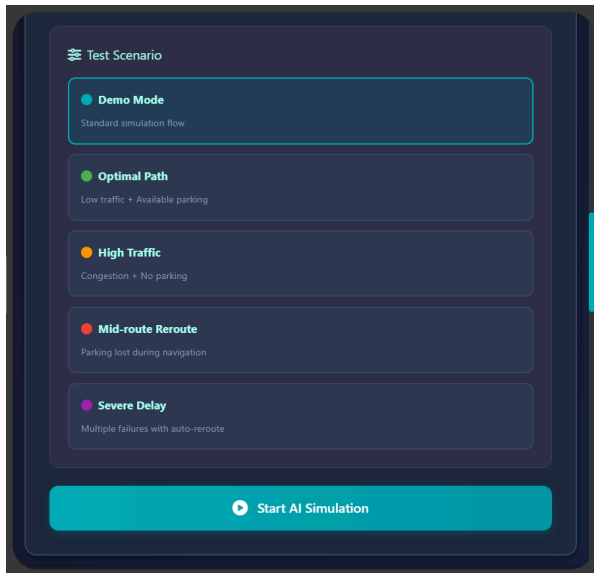 Test Scenario
Demo Mode
Standard simulation flow
Optimal Path
Low traffic + Available parking
High Traffic
Congestion + No parking
Mid-route Reroute
Parking lost during navigation
Severe Delay
Multiple failures with auto-reroute
Start AI Simulation